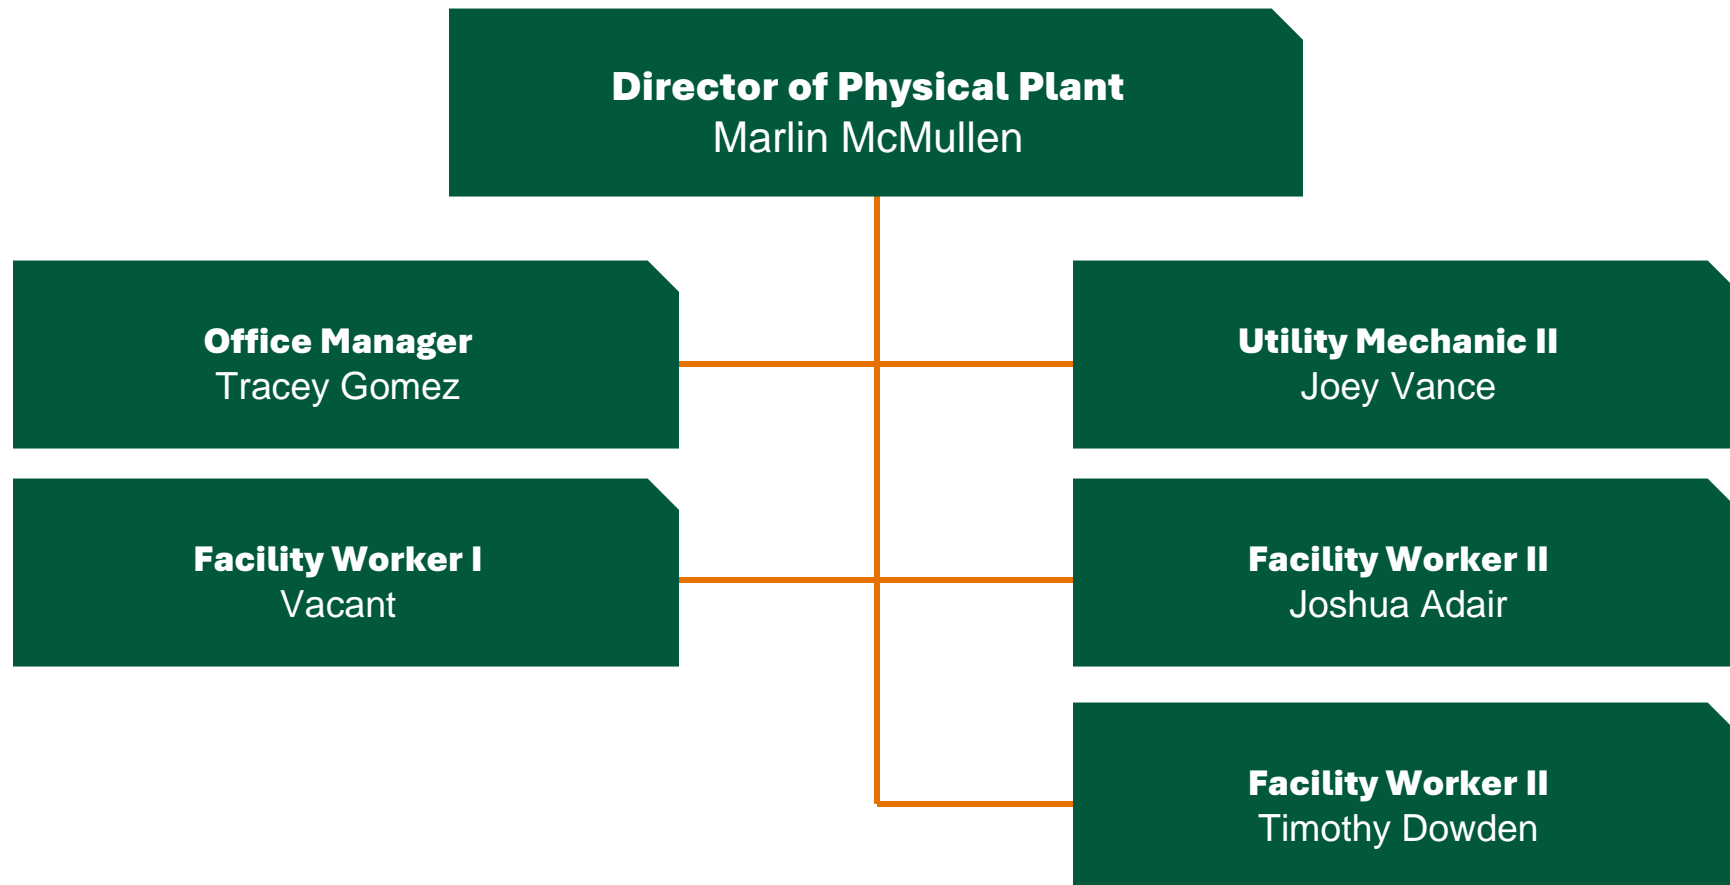 Director of Physical Plant
Marlin McMullen
Office Manager
Tracey Gomez
Utility Mechanic II
Joey Vance
Facility Worker I
Vacant
Facility Worker II
Joshua Adair
Facility Worker II
Timothy Dowden